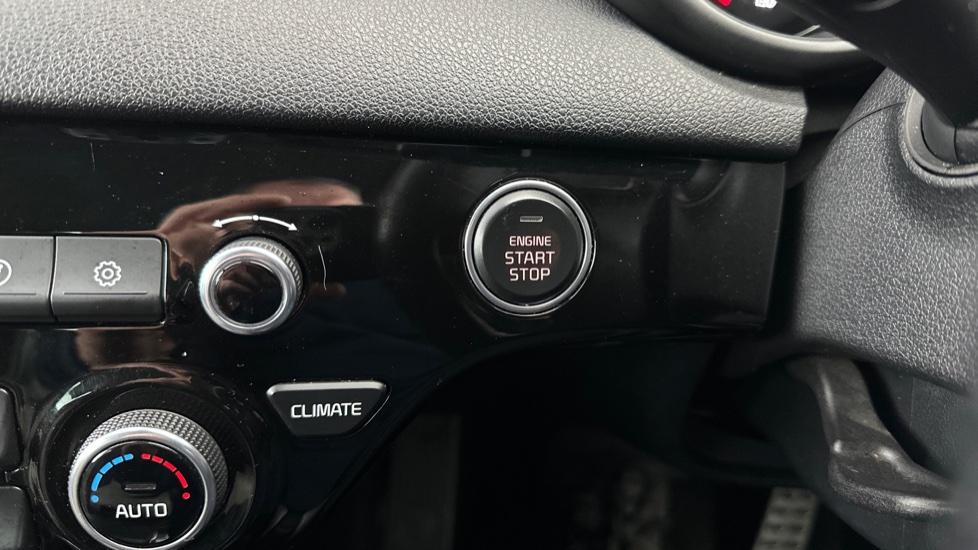 ENGINE
START
STOP
CLIMATE
AUTO